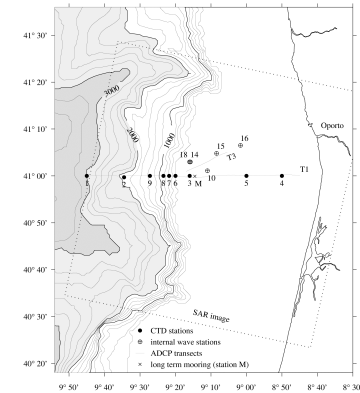 41° 30'
41° 20'
3000
41° 10'
2000
1000
16
15
Oporto
18 14
T3
T1
41° 00'
1 2 9 8 7 6 3 M 10 5 4
40° 50'
40° 40'
40° 30'
SAR image
CTD stations
internal wave stations
ADCP transects
long term mooring (station M)
40° 20'
9° 50' 9° 40' 9° 30' 9° 20' 9° 10' 8° 60' 8° 50' 8° 40' 8° 30'